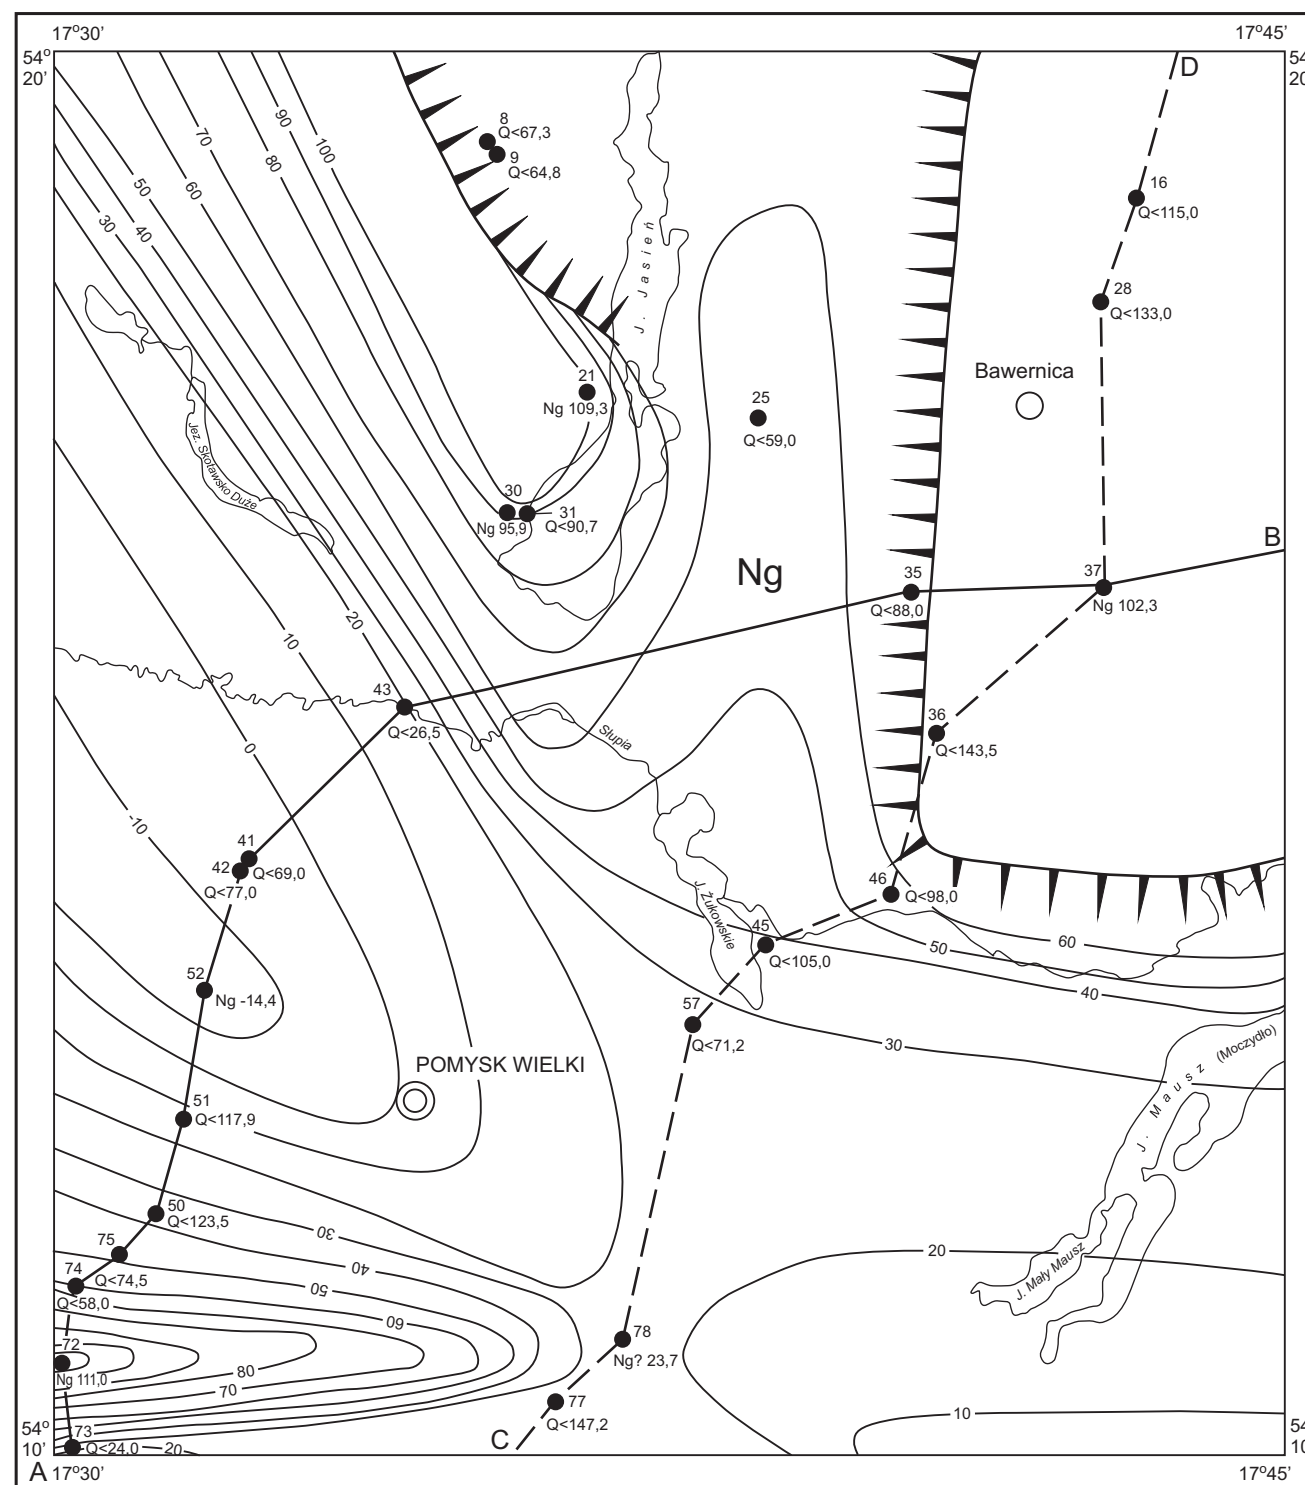 17°30'
17°45'
54°
20'
54
20
D
90
100
8
Q<67,3
9
Q<64,8
70
80
50
60
30
40
16
Q<115,0
28
Q<133,0
J. Jasień
Bawernica
21
Ng 109,3
25
Q<59,0
Jez. Skotawsko Duże
30
Ng 95,9
31
Q<90,7
B
Ng
35
Q<88,0
37
Ng 102,3
20
10
43
Q<26,5
0
Słupia
36
Q<143,5
-10
41
42
Q<69,0
Q<77,0
46
Q<98,0
J. Żukowskie
45
Q<105,0
60
50
40
52
Ng -14,4
57
Q<71,2
30
J. Mausz (Moczydło)
POMYSK WIELKI
51
Q<117,9
50
Q<123,5
30
75
40
20
74
Q<74,5
50
J. Mały Mausz
Q<58,0
60
72
78
Ng? 23,7
80
Ng 111,0
70
77
Q<147,2
10
54°
10'
73
Q<24,0
20
C
54
10
A
17°30'
17°45'